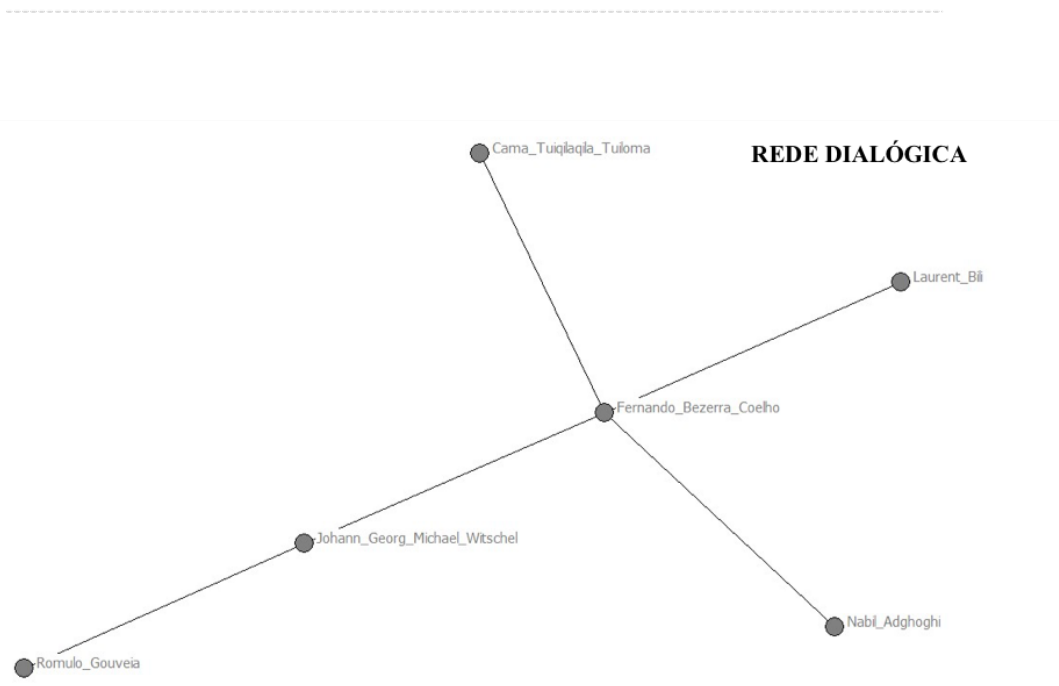 Cama_Tuiqilaqila_Tuiloma
REDE DIALÓGICA
Laurent_Bili
Fernando_Bezerra_Coelho
Johann_Georg_Michael_Witschel
Nabil_Adghoghi
Romulo_Gouveia